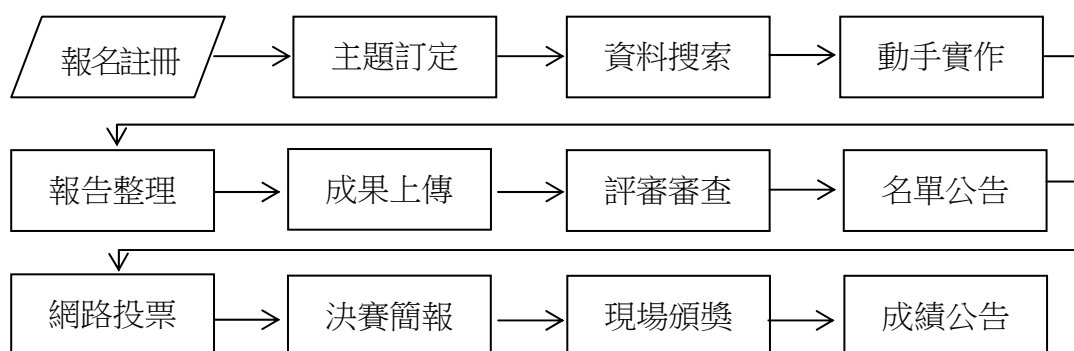 報名註冊 主題訂定 資料搜索 動手實作
報告整理 成果上傳 評審審查 名單公告
網路投票 決賽簡報 現場頒獎 成績公告